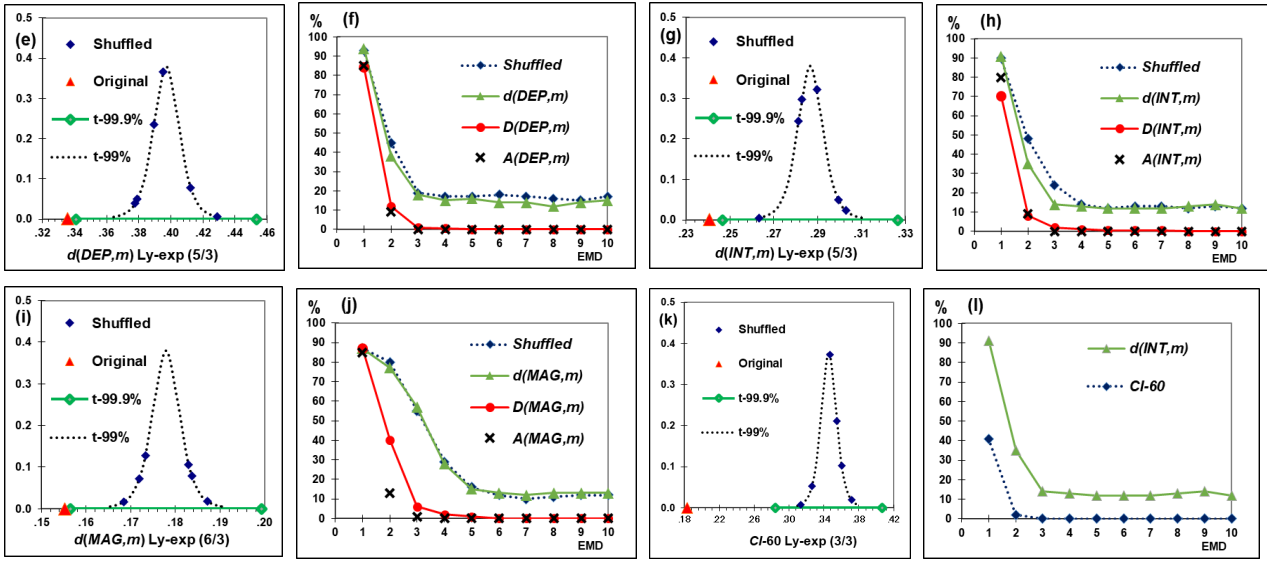 (e)
0.5
0.4
0.3
0.2
0.1
0.0
Shuffled
Original
t-99.9%
t-99%
.32 .34 .36 .38 .40 .42 .44 .46
d(DEP,m) Ly-exp (5/3)
(f)
%
100
90
80
70
60
50
40
30
20
10
0
Shuffled
d(DEP,m)
D(DEP,m)
A(DEP,m)
0 1 2 3 4 5 6 7 8 9 10
EMD
(g)
0.5
0.4
0.3
0.2
0.1
0.0
Shuffled
Original
t-99.9%
t-99%
.23 .25 .27 .29 .31 .33
d(INT,m) Ly-exp (5/3)
(h)
%
100
90
80
70
60
50
40
30
20
10
0
Shuffled
d(INT,m)
D(INT,m)
A(INT,m)
0 1 2 3 4 5 6 7 8 9 10
EMD
(i)
0.5
0.4
0.3
0.2
0.1
0.0
Shuffled
Original
t-99.9%
t-99%
.15 .16 .17 .18 .19 .20
d(MAG,m) Ly-exp (6/3)
(j)
%
100
90
80
70
60
50
40
30
20
10
0
Shuffled
d(MAG,m)
D(MAG,m)
A(MAG,m)
0 1 2 3 4 5 6 7 8 9 10
EMD
(k)
0.5
0.4
0.3
0.2
0.1
0.0
Shuffled
Original
t-99.9%
t-99%
.18 .22 .26 .30 .34 .38 .42
CI-60 Ly-exp (3/3)
(l)
%
100
90
80
70
60
50
40
30
20
10
0
d(INT,m)
CI-60
0 1 2 3 4 5 6 7 8 9 10
EMD